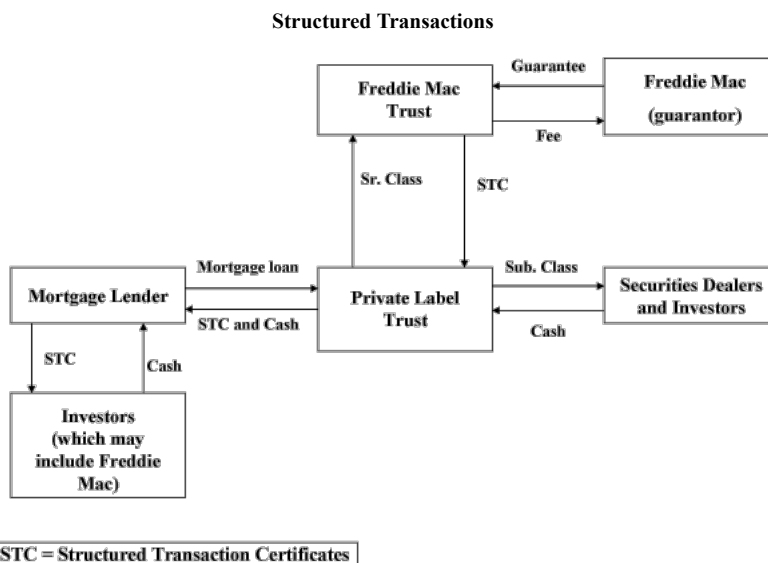 Structured Transactions
Guarantee
Freddie Mac
Trust
Freddie Mac
(guarantor)
Fee
Sr. Class
STC
Mortgage loan
Sub. Class
Mortgage Lender
Private Label
Trust
Securities Dealers
and Investors
STC and Cash
Cash
STC
Cash
Investors
(which may
include Freddie
Mac)
STC = Structured Transaction Certificates